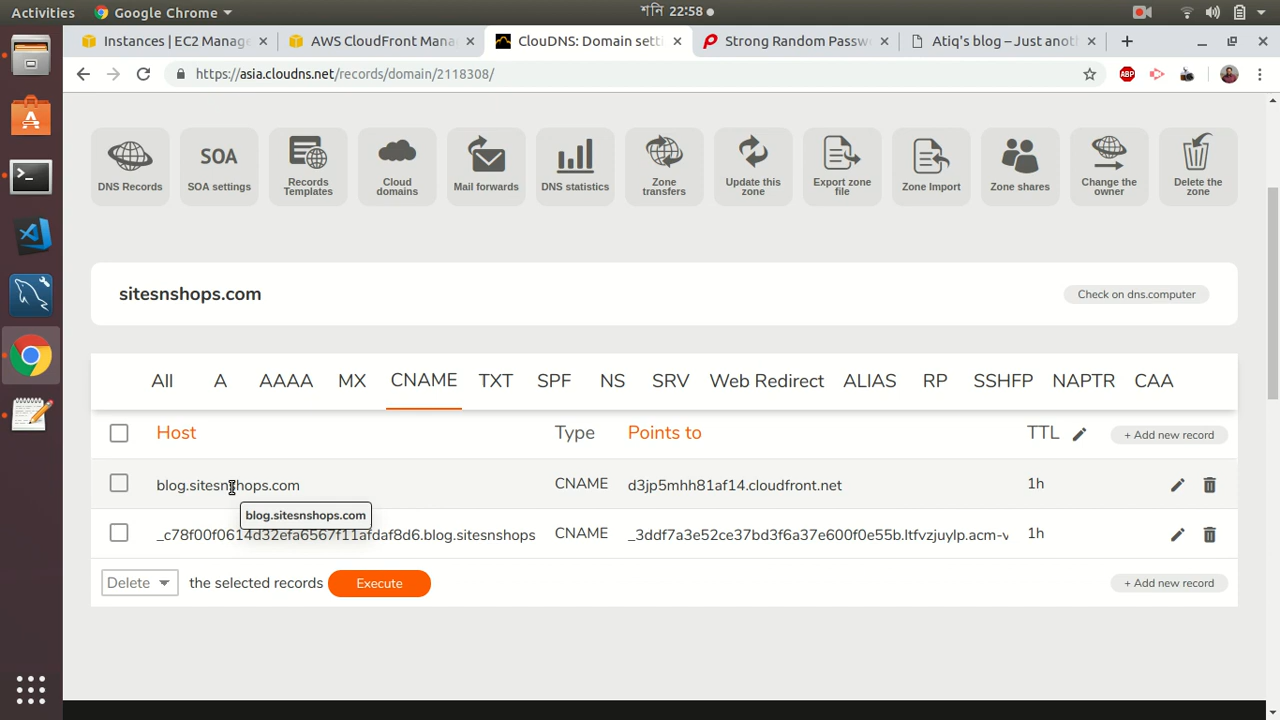 Activities Google Chrome শনি 22:58
Instances | EC2 Manage AWS CloudFront Mana ClouDNS: Domain sett Strong Random Passw Atiq's blog – Just anot
https://asia.cloudns.net/records/domain/2118308/ ABP
DNS Records
SOA
SOA settings
Records
Templates
Cloud
domains
Mail forwards
DNS statistics
Zone
transfers
Update this
zone
Export zone
file
Zone Import
Zone shares
Change the
owner
Delete the
zone
sitesnshops.com Check on dns.computer
All A AAAA MX CNAME TXT SPF NS SRV Web Redirect ALIAS RP SSHFP NAPTR CAA
Host Type Points to TTL + Add new record
blog.sitesnshops.com CNAME d3jp5mhh81af14.cloudfront.net 1h
blog.sitesnshops.com
_c78f00f0614d32efa6567f11afdaf8d6.blog.sitesnshops CNAME _3ddf7a3e52ce37bd3f6a37e600f0e55b.ltfvzjuylp.acm-v 1h
Delete the selected records Execute + Add new record